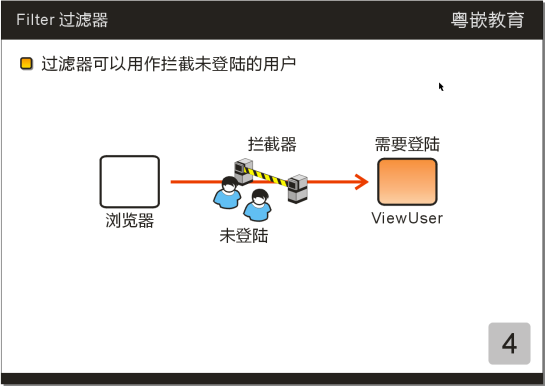 Filter 过滤器
粤嵌教育
过滤器可以用作拦截未登陆的用户
拦截器
需要登陆
浏览器
ViewUser
未登陆
4